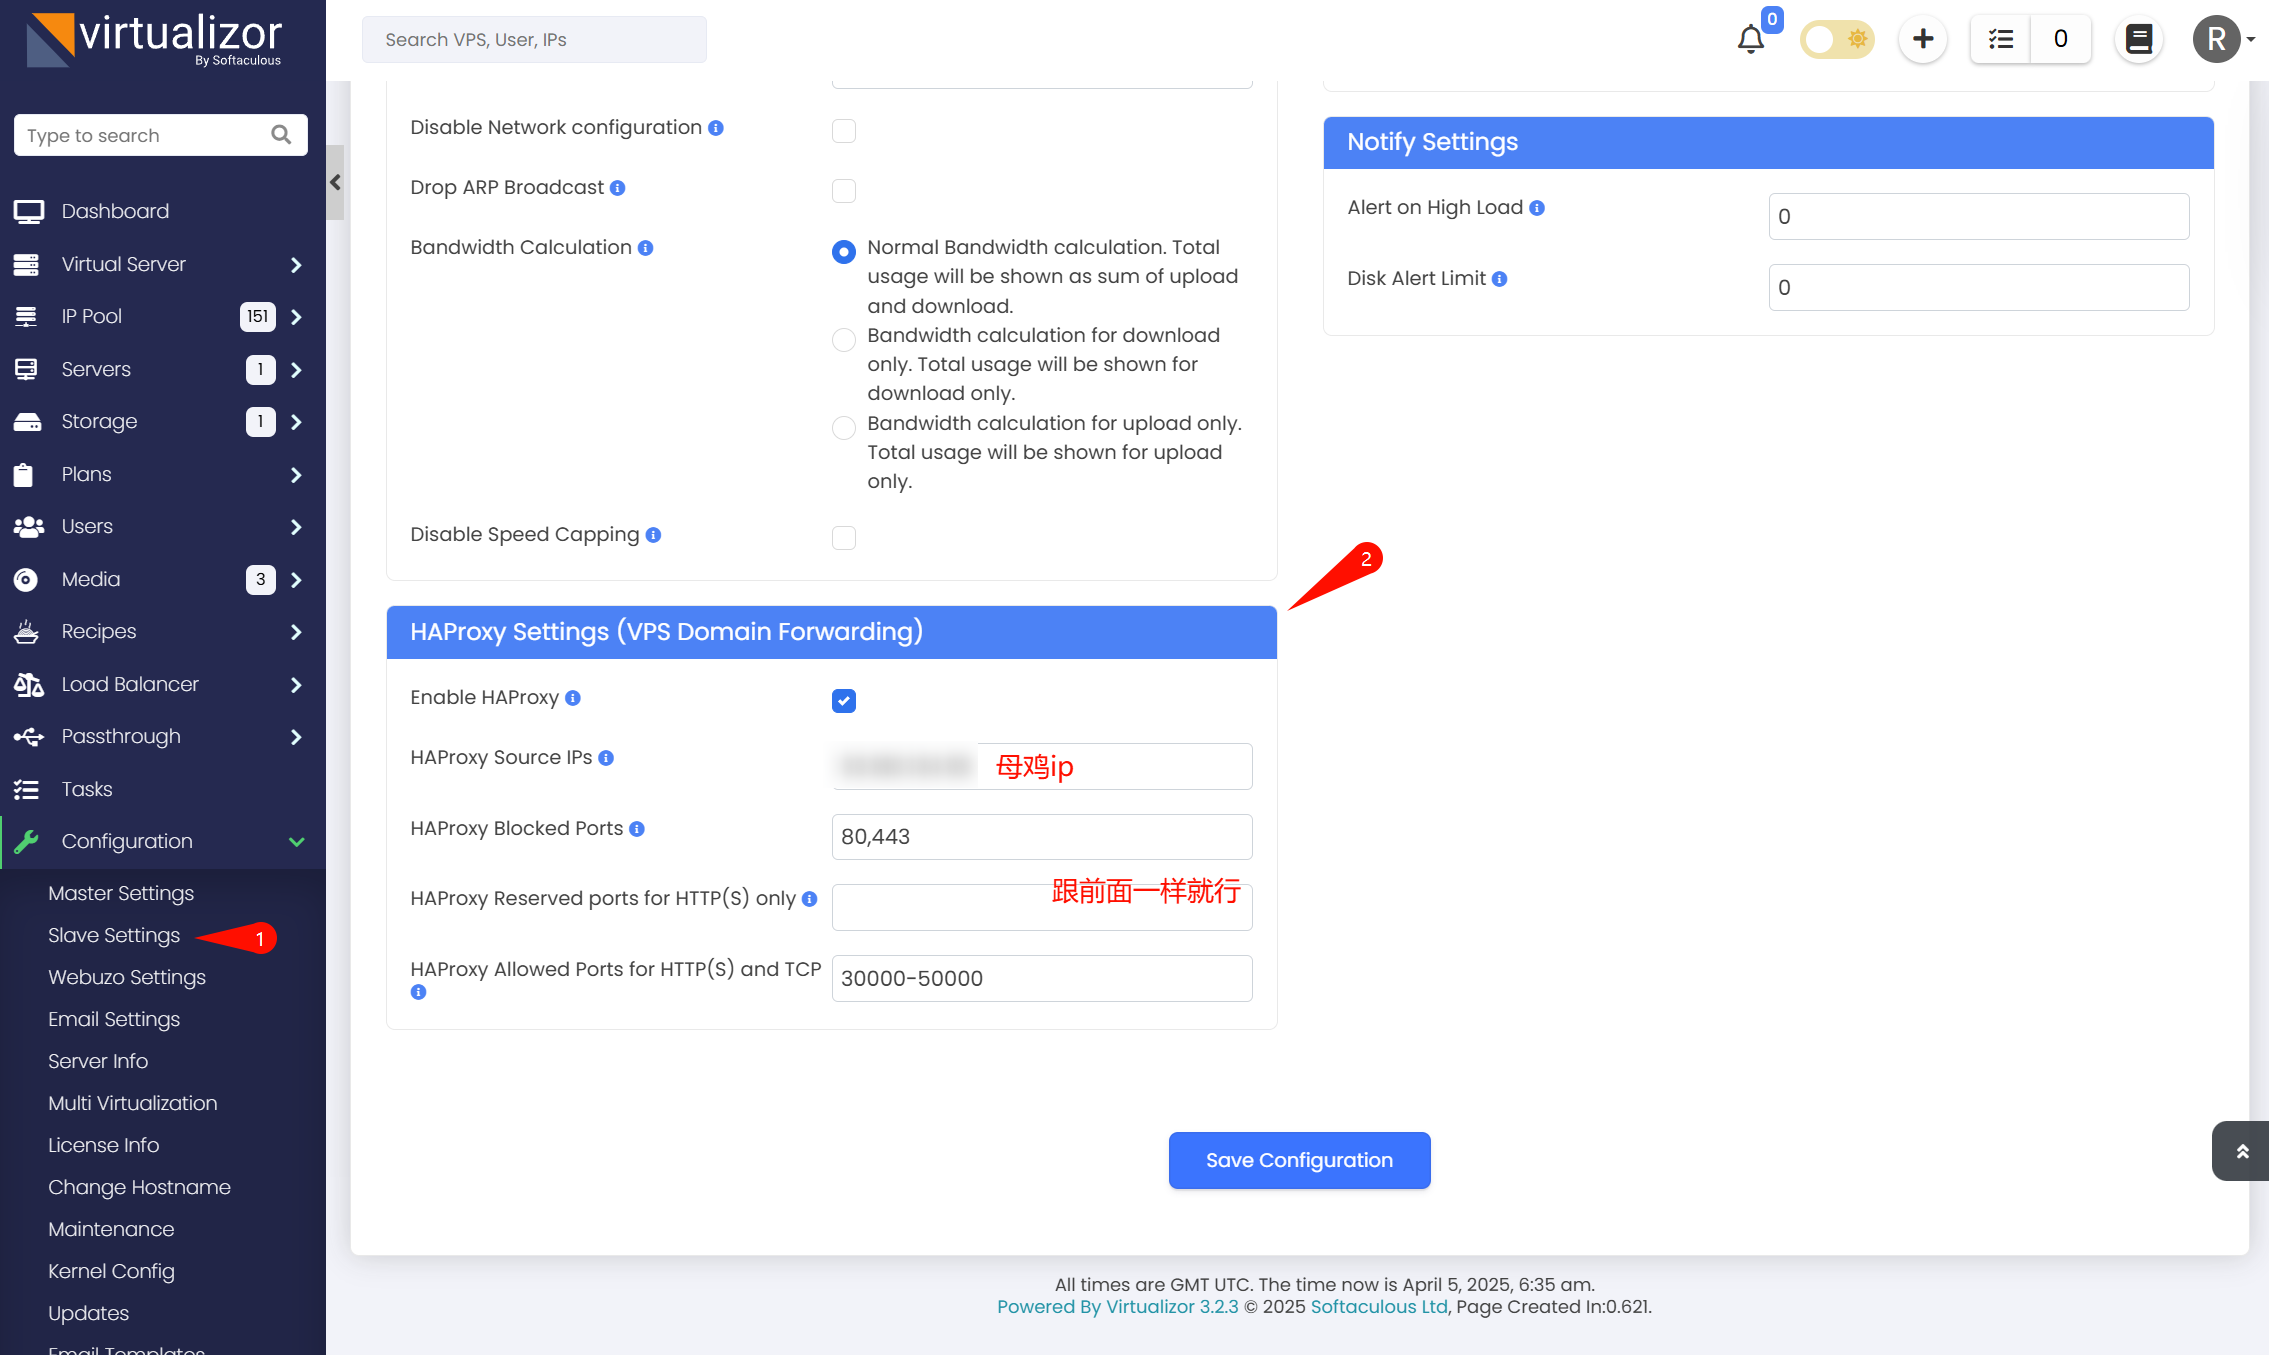 virtualizor
By Softaculous
Search VPS, User, IPs
0
0
R
Type to search
Dashboard
Virtual Server
IP Pool 151
Servers 1
Storage 1
Plans
Users
Media 3
Recipes
Load Balancer
Passthrough
Tasks
Configuration
Master Settings
Slave Settings 1
Webuzo Settings
Email Settings
Server Info
Multi Virtualization
License Info
Change Hostname
Maintenance
Kernel Config
Updates
Email Templates
Disable Network configuration
Drop ARP Broadcast
Bandwidth Calculation
Normal Bandwidth calculation. Total
usage will be shown as sum of upload
and download.
Bandwidth calculation for download
only. Total usage will be shown for
download only.
Bandwidth calculation for upload only.
Total usage will be shown for upload
only.
Disable Speed Capping
2
HAProxy Settings (VPS Domain Forwarding)
Enable HAProxy
HAProxy Source IPs 母鸡ip
HAProxy Blocked Ports 80,443
HAProxy Reserved ports for HTTP(S) only 跟前面一样就行
HAProxy Allowed Ports for HTTP(S) and TCP 30000-50000
Notify Settings
Alert on High Load 0
Disk Alert Limit 0
Save Configuration
All times are GMT UTC. The time now is April 5, 2025, 6:35 am.
Powered By Virtualizor 3.2.3 © 2025 Softaculous Ltd, Page Created In:0.621.